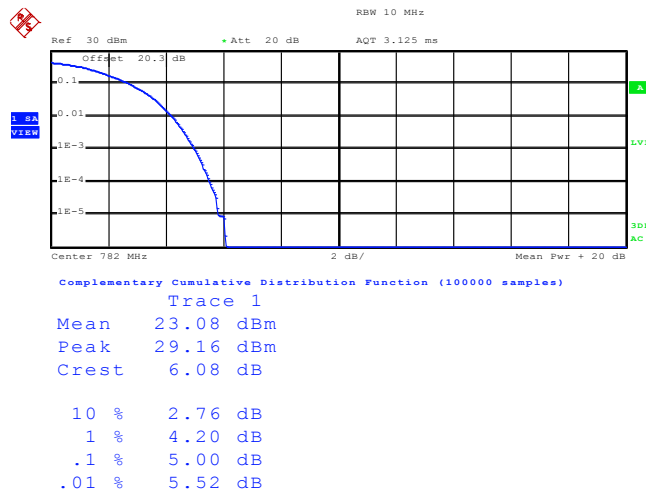 RBW 10 MHz
Ref 30 dBm * Att 20 dB AQT 3.125 ms
Offset 20.3 dB
0.1
A
0.01
1 SA
VIEW
1E-3
1E-4
1E-5
AC
Center 782 MHz 2 dB/ Mean Pwr + 20 dB
Complementary Cumulative Distribution Function (100000 samples)
Trace 1
Mean 23.08 dBm
Peak 29.16 dBm
Crest 6.08 dB
10 % 2.76 dB
1 % 4.20 dB
.1 % 5.00 dB
.01 % 5.52 dB